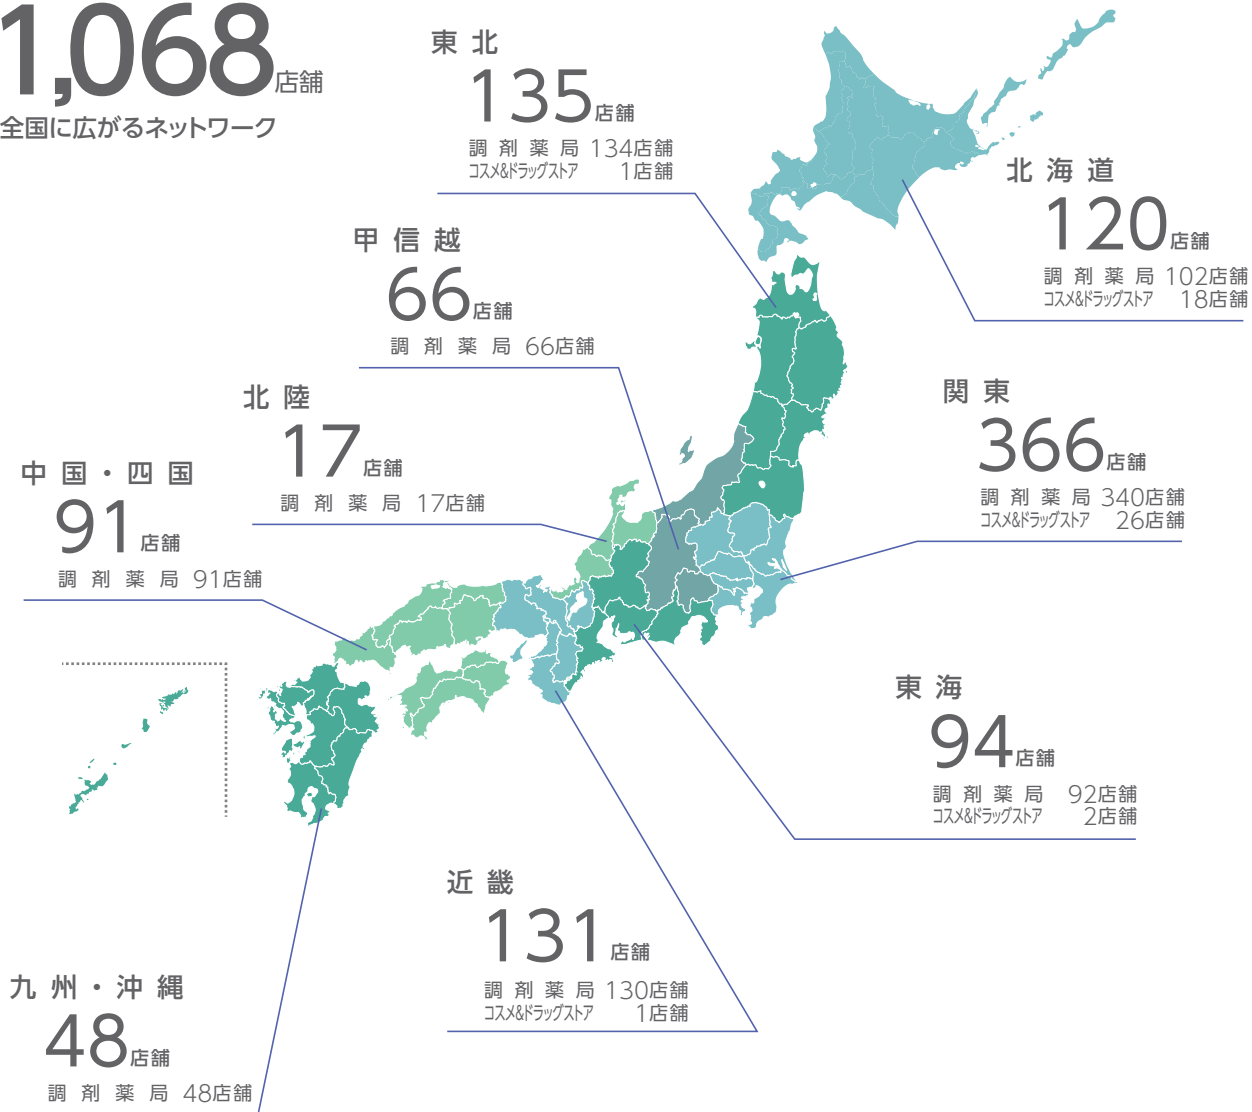 1,068店舗
全国に広がるネットワーク
東北
135店舗
調剤薬局 134店舗
コスメ&ドラッグストア 1店舗
北海道
120店舗
調剤薬局 102店舗
コスメ&ドラッグストア 18店舗
甲信越
66店舗
調剤薬局 66店舗
北陸
17店舗
調剤薬局 17店舗
関東
366店舗
調剤薬局 340店舗
コスメ&ドラッグストア 26店舗
中国・四国
91店舗
調剤薬局 91店舗
東海
94店舗
調剤薬局 92店舗
コスメ&ドラッグストア 2店舗
近畿
131店舗
調剤薬局 130店舗
コスメ&ドラッグストア 1店舗
九州・沖縄
48店舗
調剤薬局 48店舗